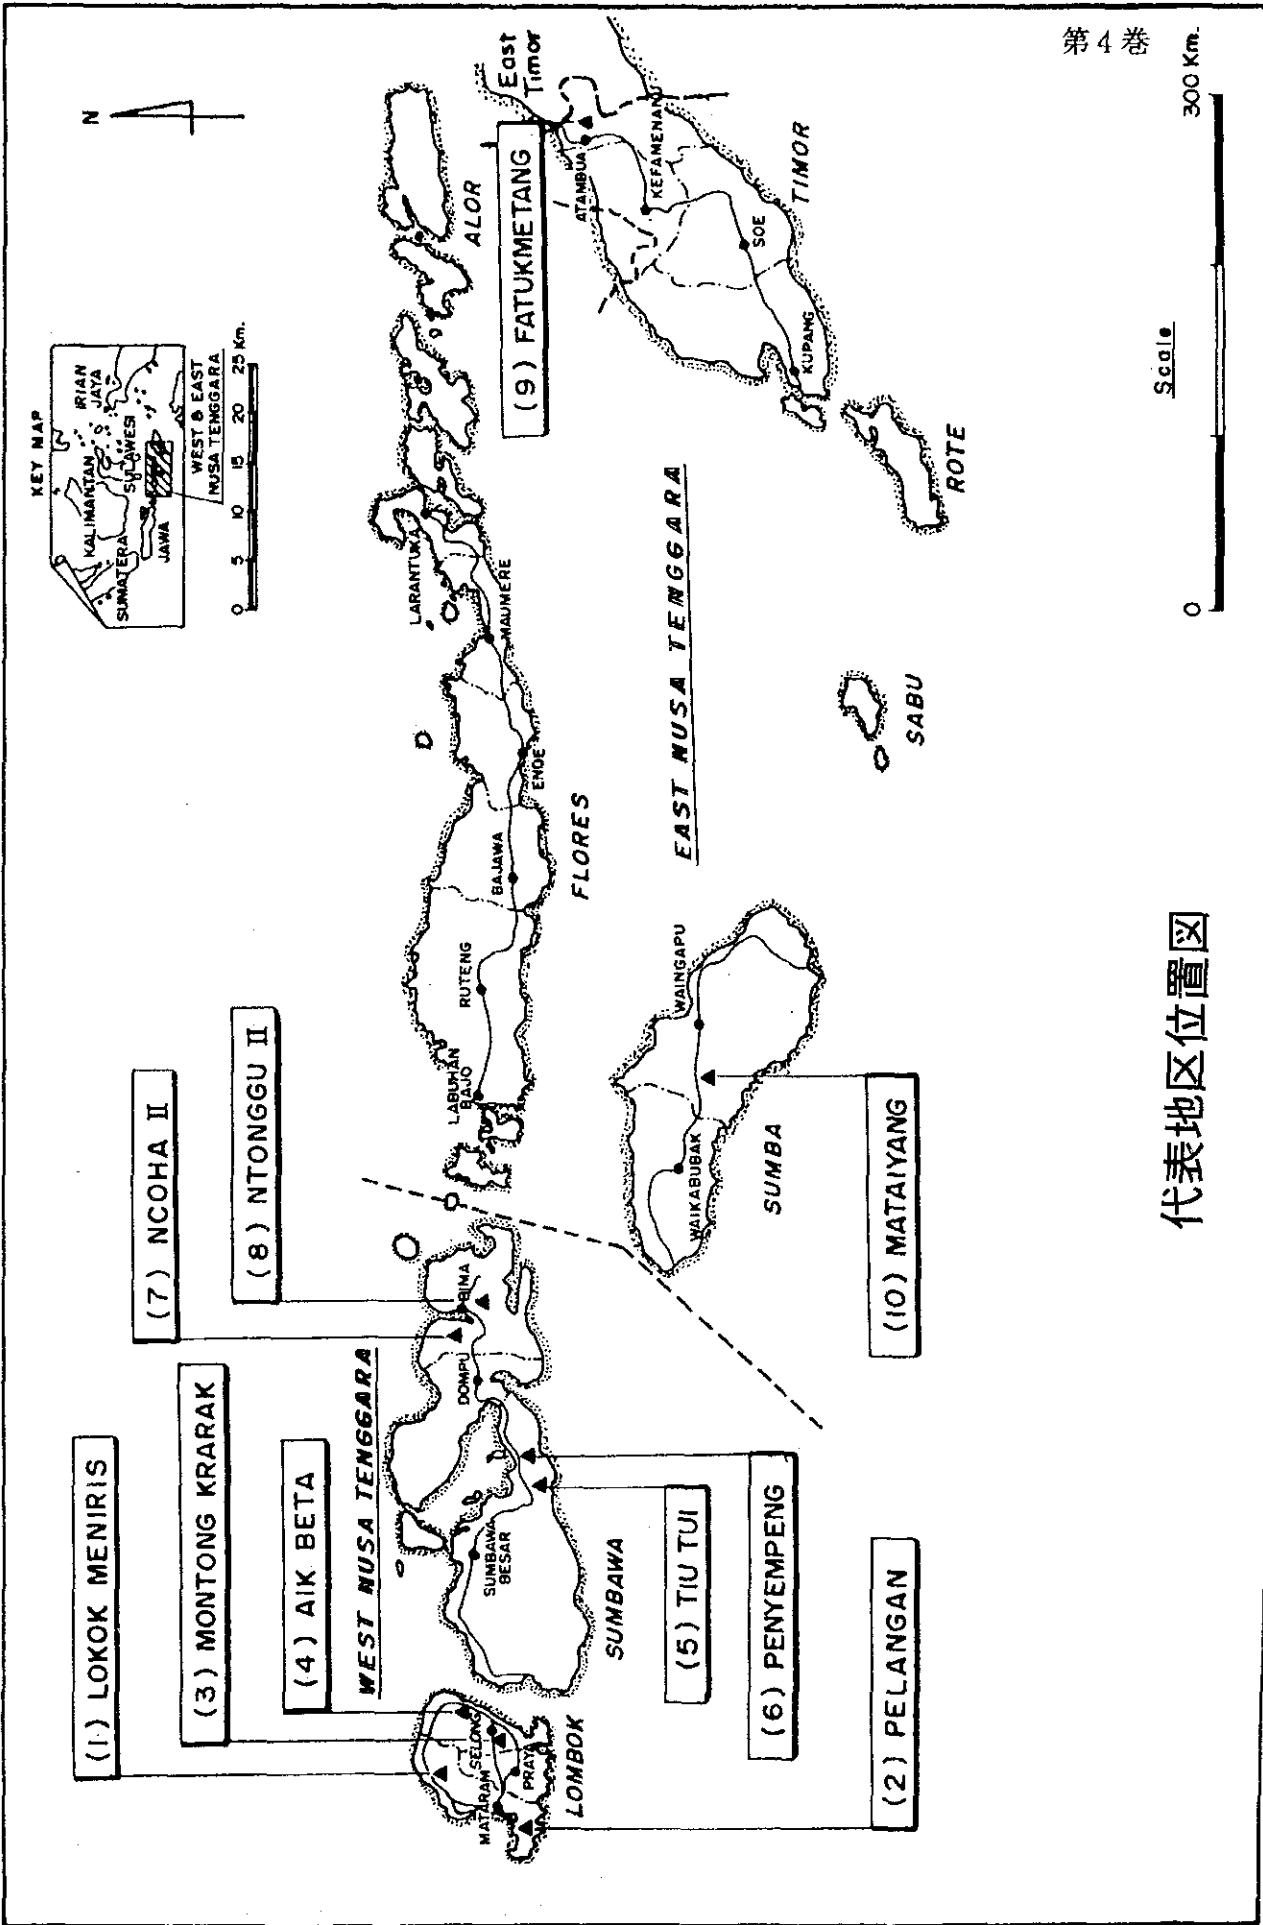 第4巻
KEY MAP
KALIMANTAN
IRIAN
JAYA
SUMATERA
SULAWESI
JAWA
WEST & EAST
NUSA TENGGARA
0 5 10 15 20 25 Km.
N
(1) LOKOK MENIRIS
(3) MONTONG KRARAK
(4) AIK BETA
(7) NCOHA II
(8) NTONGGU II
(9) FATUKMETANG
WEST NUSA TENGGARA
MATARAM
SELONG
PRAYA
LOMBOK
SUMBAWA
BESAR
SUMBAWA
DOMPU
BIMA
LABUHAN
BAJO
RUTENG
BAJAWA
ENDE
FLORES
MAUMERE
LARANTUKA
ALOR
East
Timor
ATAMBUA
KEFAMENANU
SOE
KUPANG
TIMOR
ROTE
SABU
EAST NUSA TENGGARA
WAINGAPU
WAIKABUBAK
SUMBA
(5) TIU TUI
(6) PENYEMPENG
(2) PELANGAN
(10) MATAIYANG
Scale
0 300 Km.
代表地区位置図